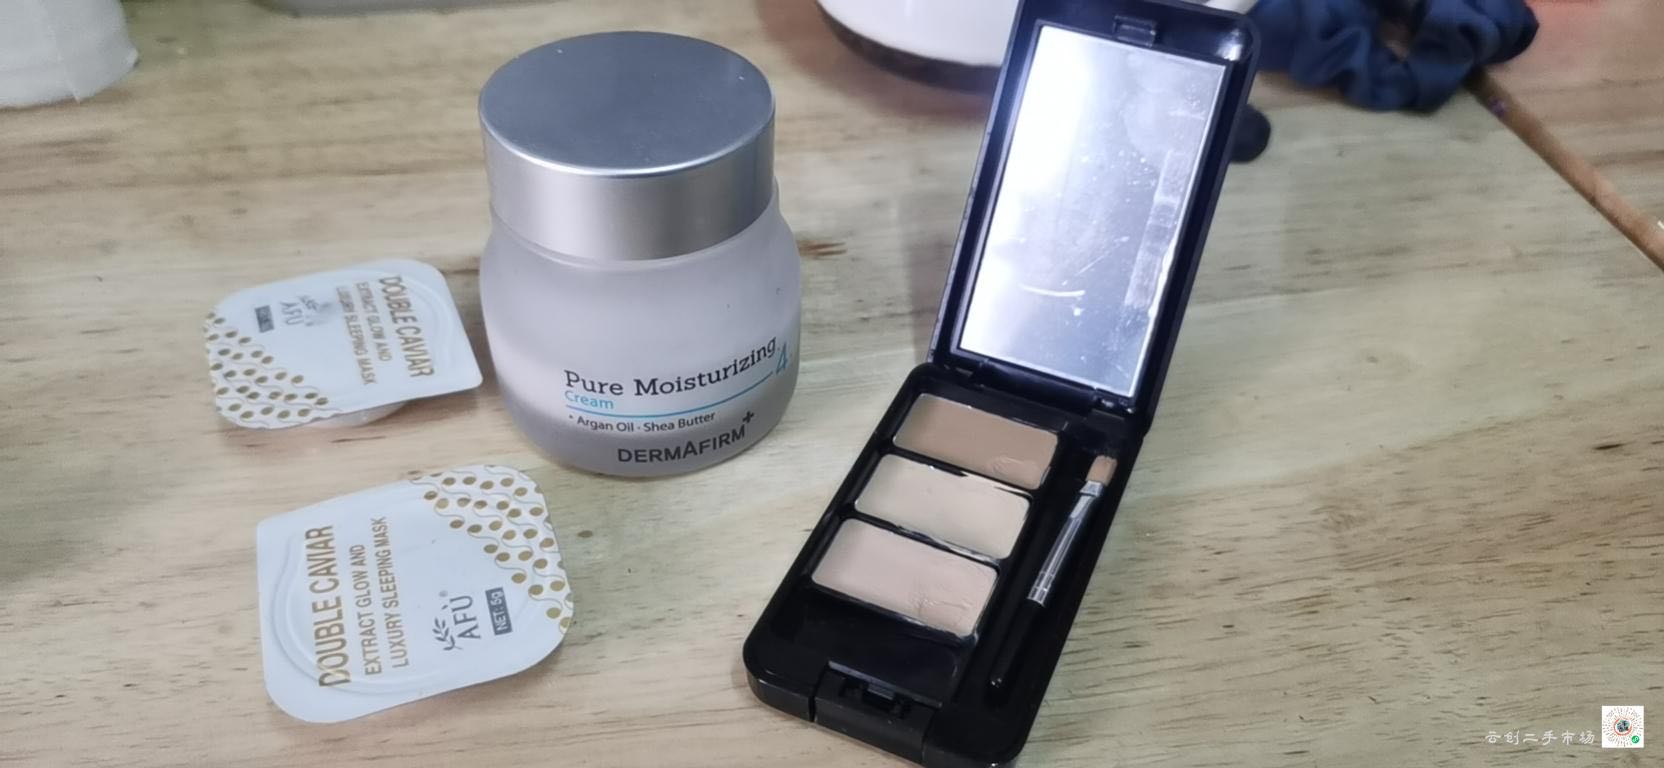 DOUBLE CAVIAR
EXTRACT GLOW AND
LUXURY SLEEPING MASK
AFU
Pure Moisturizing 4
Cream
• Argan Oil · Shea Butter
DERMAFIRM+
DOUBLE CAVIAR
EXTRACT GLOW AND
LUXURY SLEEPING MASK
AFU®
NET: 5g
云创二手市场